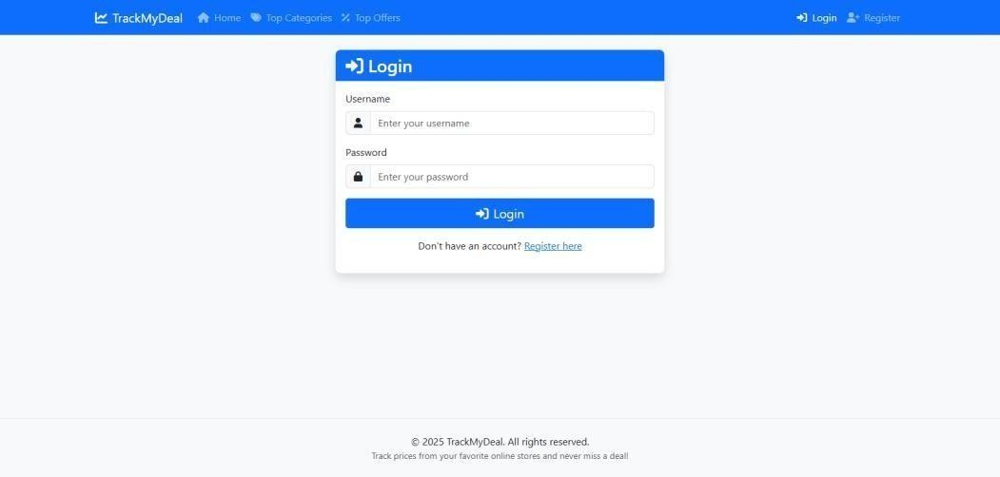 TrackMyDeal Home Top Categories Top Offers Login Register
Login
Username
Enter your username
Password
Enter your password
Login
Don't have an account? Register here
© 2025 TrackMyDeal. All rights reserved.
Track prices from your favorite online stores and never miss a deal!